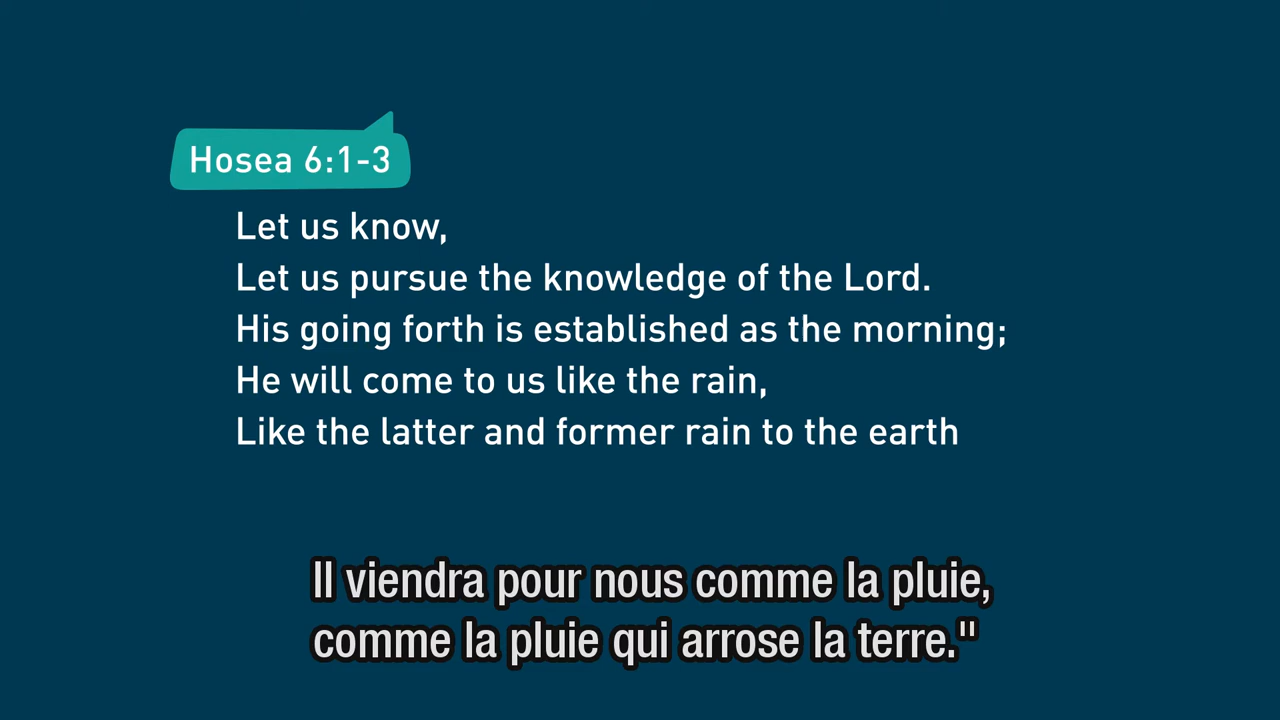 Hosea 6:1-3
Let us know,
Let us pursue the knowledge of the Lord.
His going forth is established as the morning;
He will come to us like the rain,
Like the latter and former rain to the earth
Il viendra pour nous comme la pluie,
comme la pluie qui arrose la terre."